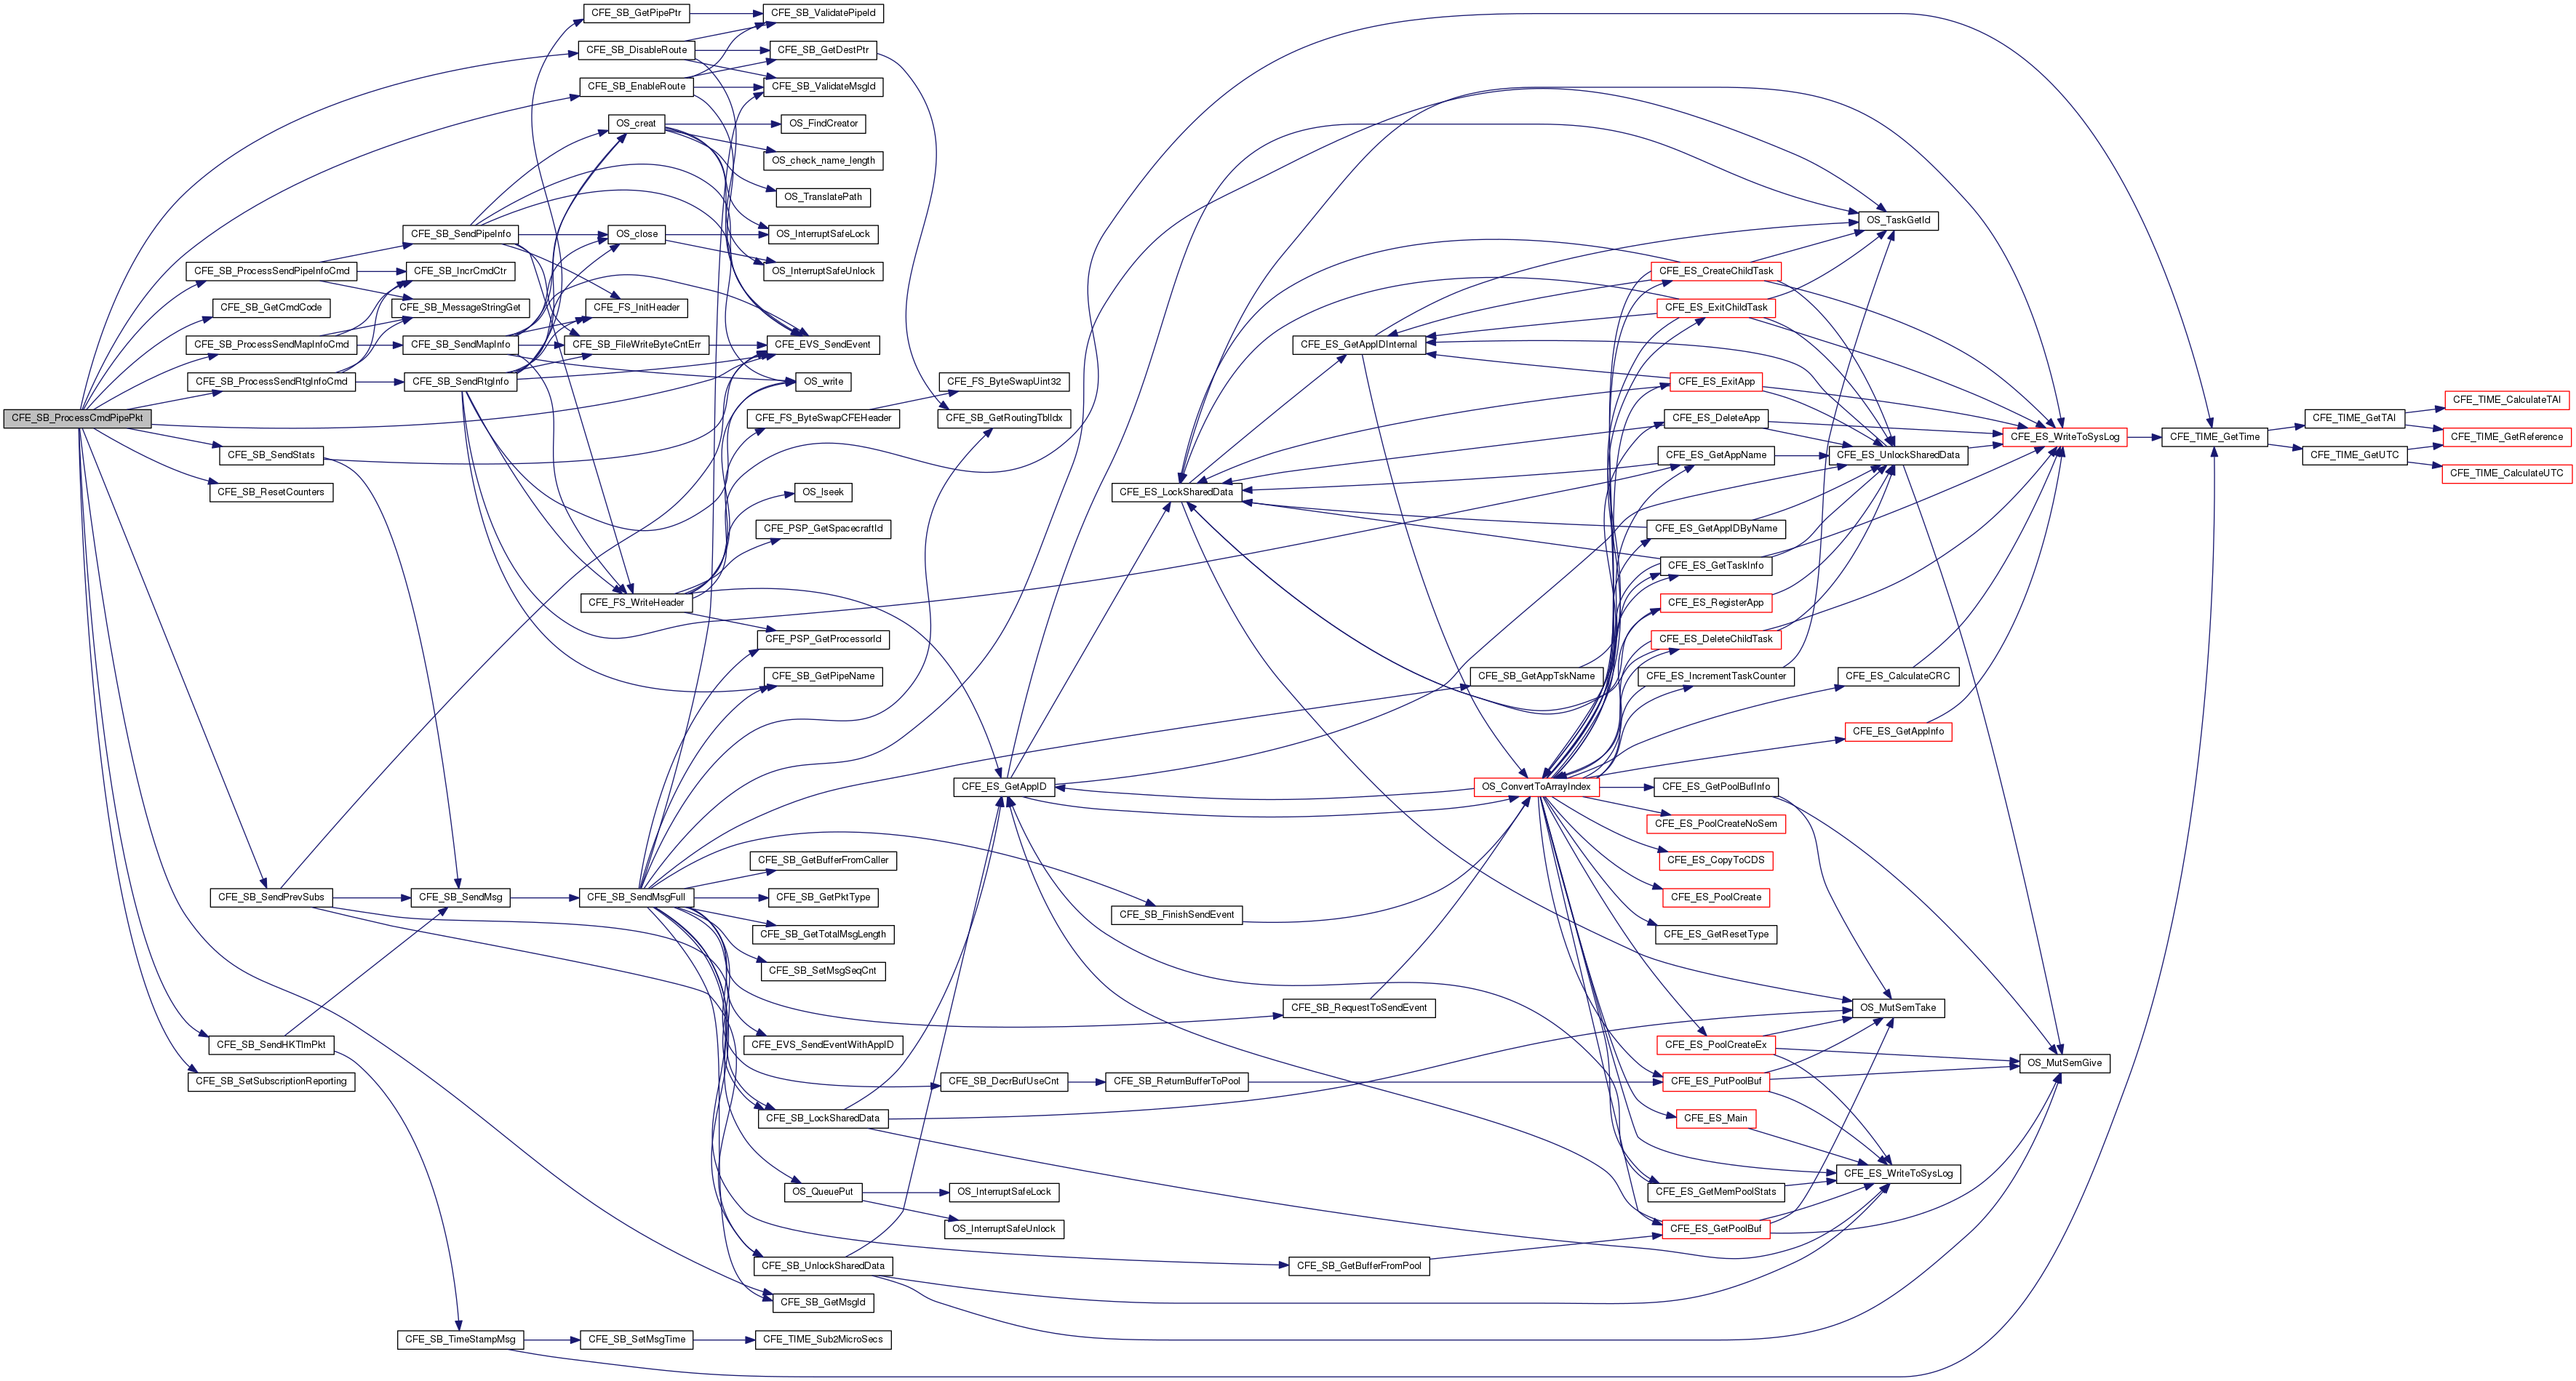 CFE_SB_ProcessCmdPipePkt
CFE_SB_ProcessSendPipeInfoCmd
CFE_SB_GetCmdCode
CFE_SB_ProcessSendMapInfoCmd
CFE_SB_ProcessSendRtgInfoCmd
CFE_SB_SendStats
CFE_SB_ResetCounters
CFE_SB_SendPrevSubs
CFE_SB_SendHKTlmPkt
CFE_SB_SetSubscriptionReporting
CFE_SB_SendPipeInfo
CFE_SB_IncrCmdCtr
CFE_SB_MessageStringGet
CFE_SB_SendMapInfo
CFE_SB_SendRtgInfo
CFE_SB_SendMsg
CFE_SB_TimeStampMsg
CFE_SB_GetPipePtr
CFE_SB_DisableRoute
CFE_SB_EnableRoute
OS_creat
OS_close
CFE_FS_InitHeader
CFE_SB_FileWriteByteCntErr
CFE_FS_WriteHeader
CFE_SB_SendMsgFull
CFE_SB_SetMsgTime
CFE_SB_ValidatePipeId
CFE_SB_GetDestPtr
CFE_SB_ValidateMsgId
OS_FindCreator
OS_check_name_length
OS_TranslatePath
OS_InterruptSafeLock
OS_InterruptSafeUnlock
CFE_EVS_SendEvent
OS_write
CFE_FS_ByteSwapCFEHeader
OS_lseek
CFE_PSP_GetSpacecraftId
CFE_PSP_GetProcessorId
CFE_SB_GetPipeName
CFE_SB_GetBufferFromCaller
CFE_SB_GetPktType
CFE_SB_GetTotalMsgLength
CFE_SB_SetMsgSeqCnt
CFE_EVS_SendEventWithAppID
CFE_SB_LockSharedData
OS_QueuePut
CFE_SB_UnlockSharedData
CFE_SB_GetMsgId
CFE_TIME_Sub2MicroSecs
CFE_FS_ByteSwapUint32
CFE_SB_GetRoutingTblIdx
CFE_ES_GetAppID
CFE_SB_DecrBufUseCnt
OS_InterruptSafeLock
OS_InterruptSafeUnlock
CFE_ES_LockSharedData
CFE_SB_FinishSendEvent
CFE_SB_ReturnBufferToPool
CFE_ES_GetAppIDInternal
CFE_SB_RequestToSendEvent
CFE_SB_GetBufferFromPool
CFE_SB_GetAppTskName
OS_ConvertToArrayIndex
CFE_ES_CreateChildTask
CFE_ES_ExitChildTask
CFE_ES_ExitApp
CFE_ES_DeleteApp
CFE_ES_GetAppName
CFE_ES_GetAppIDByName
CFE_ES_GetTaskInfo
CFE_ES_RegisterApp
CFE_ES_DeleteChildTask
CFE_ES_IncrementTaskCounter
CFE_ES_GetPoolBufInfo
CFE_ES_PoolCreateNoSem
CFE_ES_CopyToCDS
CFE_ES_PoolCreate
CFE_ES_GetResetType
CFE_ES_PoolCreateEx
CFE_ES_PutPoolBuf
CFE_ES_Main
CFE_ES_GetMemPoolStats
CFE_ES_GetPoolBuf
OS_TaskGetId
CFE_ES_UnlockSharedData
CFE_ES_CalculateCRC
CFE_ES_GetAppInfo
OS_MutSemTake
CFE_ES_WriteToSysLog
CFE_ES_WriteToSysLog
OS_MutSemGive
CFE_TIME_GetTime
CFE_TIME_GetTAI
CFE_TIME_GetUTC
CFE_TIME_CalculateTAI
CFE_TIME_GetReference
CFE_TIME_CalculateUTC